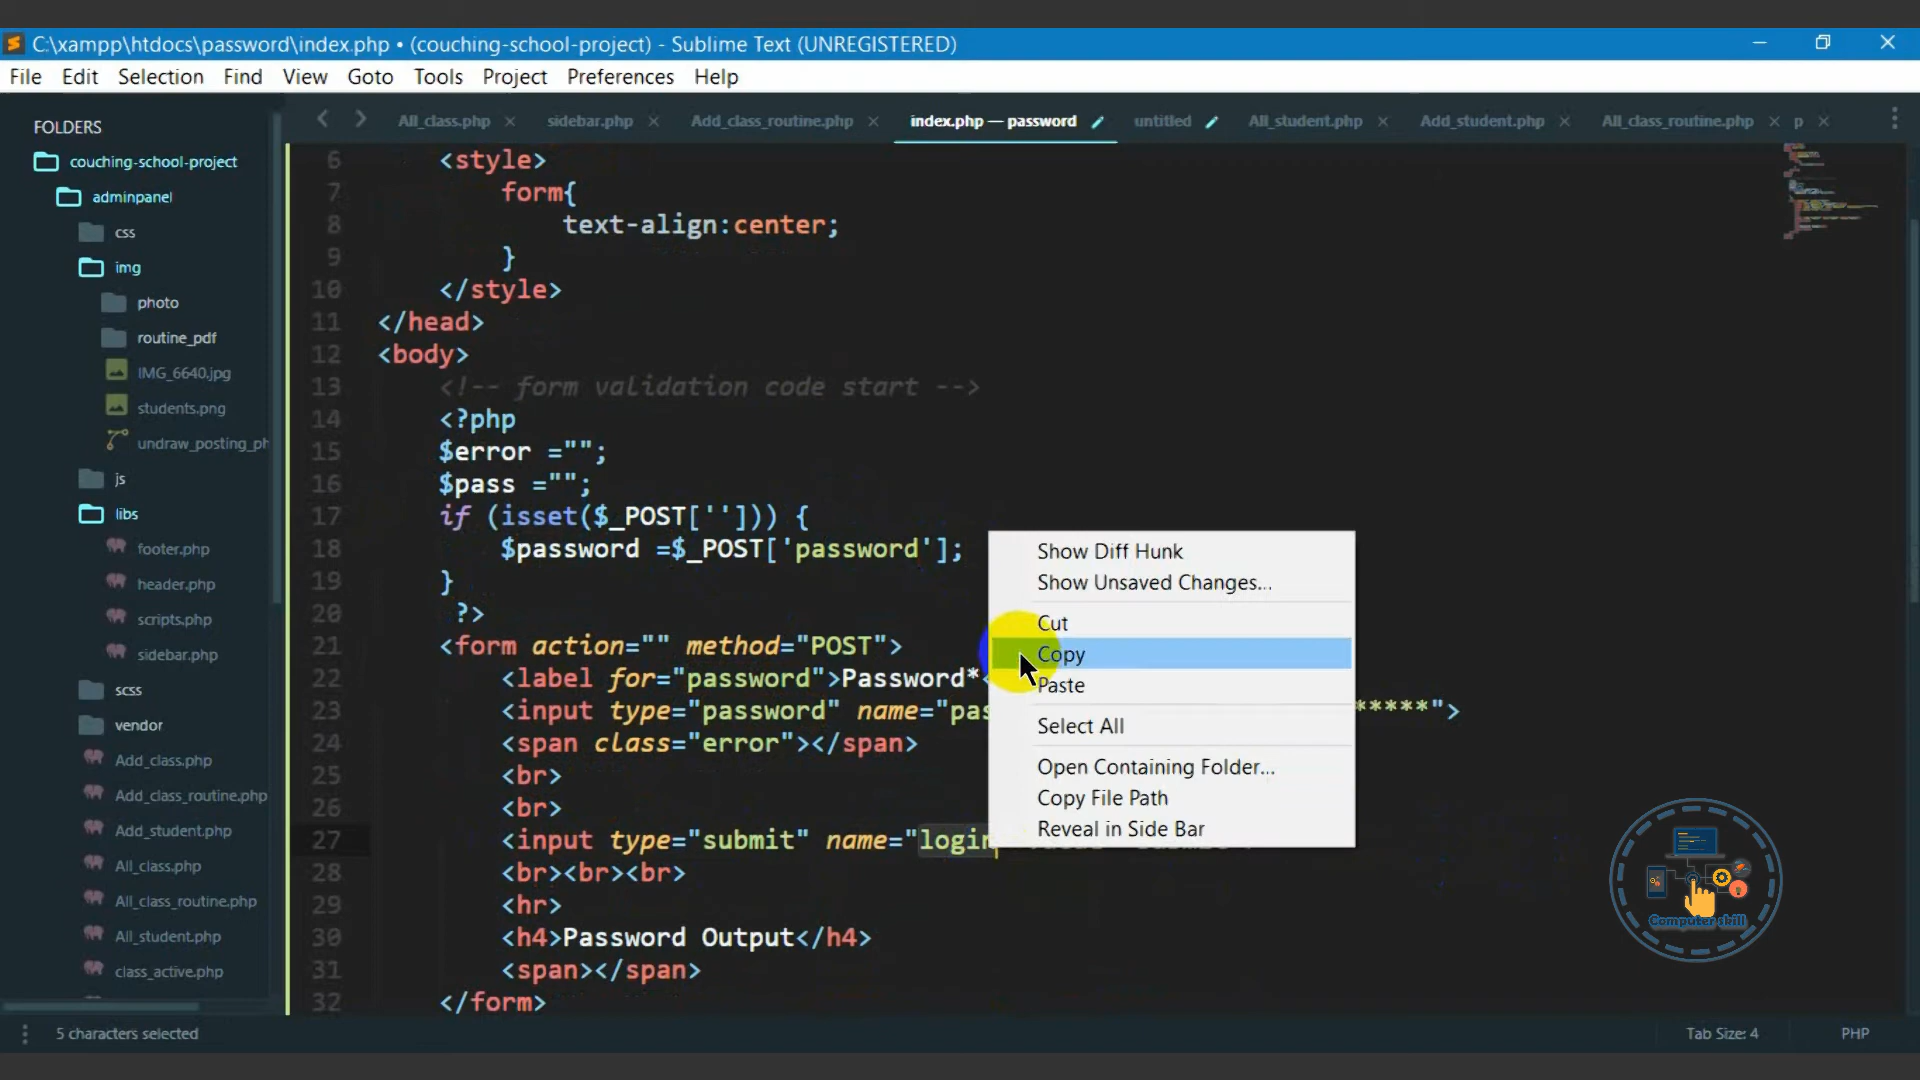 C:\xampp\htdocs\password\index.php • (couching-school-project) - Sublime Text (UNREGISTERED)
File Edit Selection Find View Goto Tools Project Preferences Help
All_class.php sidebar.php Add_class_routine.php index.php — password untitled All_student.php Add_student.php All_class_routine.php p
FOLDERS
couching-school-project
adminpanel
css
img
photo
routine_pdf
IMG_6640.jpg
students.png
undraw_posting_ph
js
libs
footer.php
header.php
scripts.php
sidebar.php
scss
vendor
Add_class.php
Add_class_routine.php
Add_student.php
All_class.php
All_class_routine.php
All_student.php
class_active.php
6 <style>
7 form{
8 text-align:center;
9 }
10 </style>
11 </head>
12 <body>
13 <!-- form validation code start -->
14 <?php
15 $error ="";
16 $pass ="";
17 if (isset($_POST[''])) {
18 $password =$_POST['password'];
19 }
20 ?>
21 <form action="" method="POST">
22 <label for="password">Password*
23 <input type="password" name="pas *****">
24 <span class="error"></span>
25 <br>
26 <br>
27 <input type="submit" name="login
28 <br><br><br>
29 <hr>
30 <h4>Password Output</h4>
31 <span></span>
32 </form>
Show Diff Hunk
Show Unsaved Changes...
Cut
Copy
Paste
Select All
Open Containing Folder...
Copy File Path
Reveal in Side Bar
Computer skill
5 characters selected Tab Size: 4 PHP